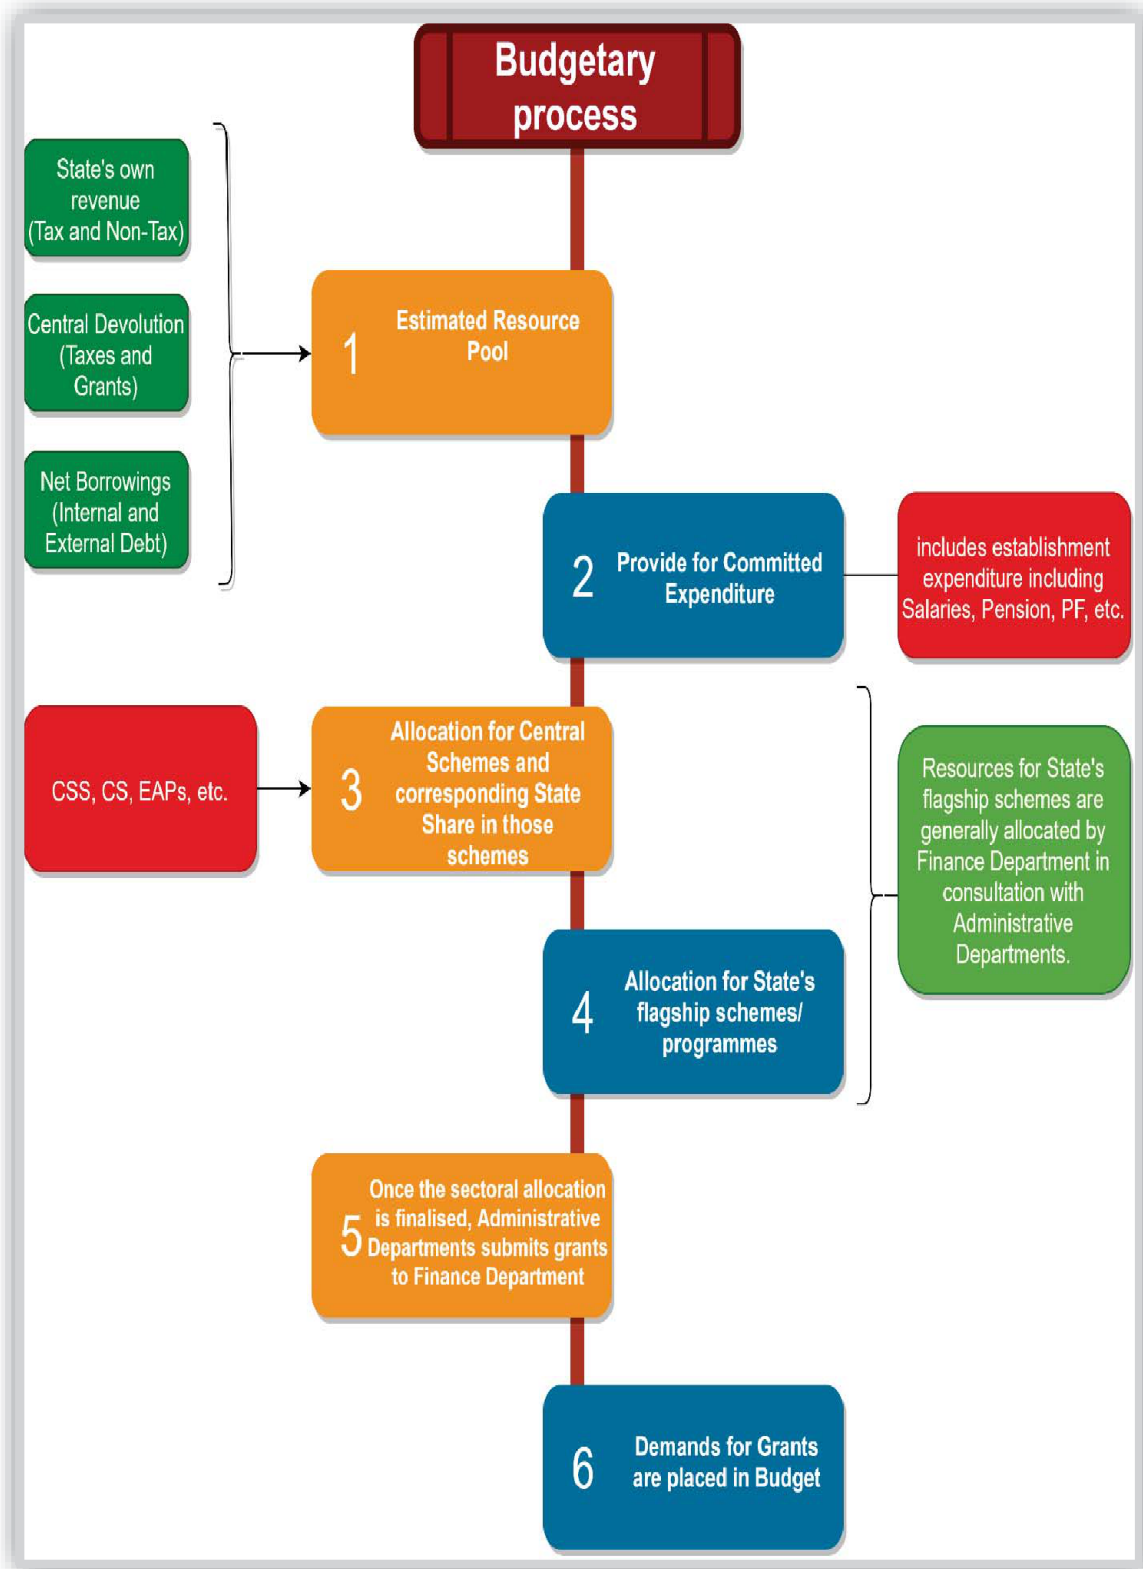 Budgetary
process
State's own
revenue
(Tax and Non-Tax)
Central Devolution
(Taxes and
Grants)
Net Borrowings
(Internal and
External Debt)
1
Estimated Resource
Pool
2
Provide for Committed
Expenditure
includes establishment
expenditure including
Salaries, Pension, PF, etc.
CSS, CS, EAPs, etc.
3
Allocation for Central
Schemes and
corresponding State
Share in those
schemes
Resources for State's
flagship schemes are
generally allocated by
Finance Department in
consultation with
Administrative
Departments.
4
Allocation for State's
flagship schemes/
programmes
5
Once the sectoral allocation
is finalised, Administrative
Departments submits grants
to Finance Department
6
Demands for Grants
are placed in Budget